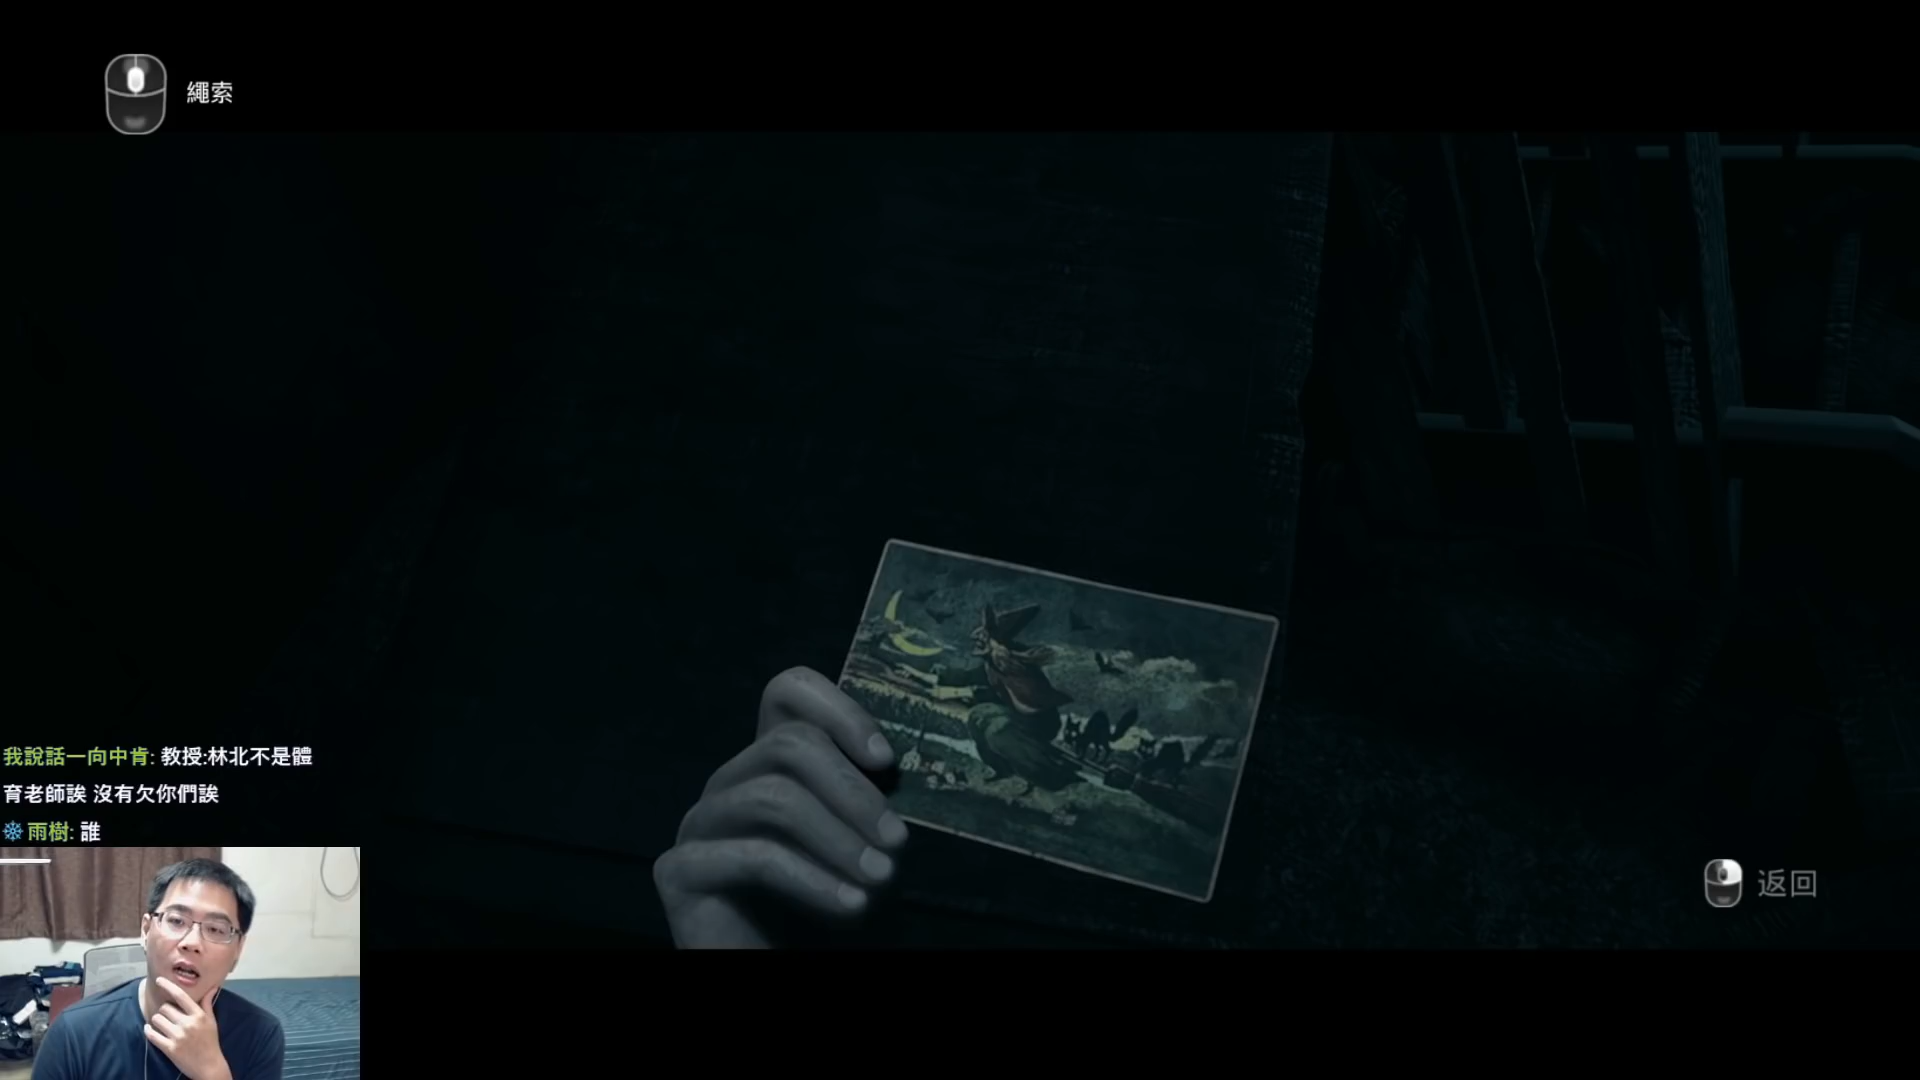 繩索
我說話一向中肯: 教授:林北不是體
育老師誒 沒有欠你們誒
雨樹: 誰
返回